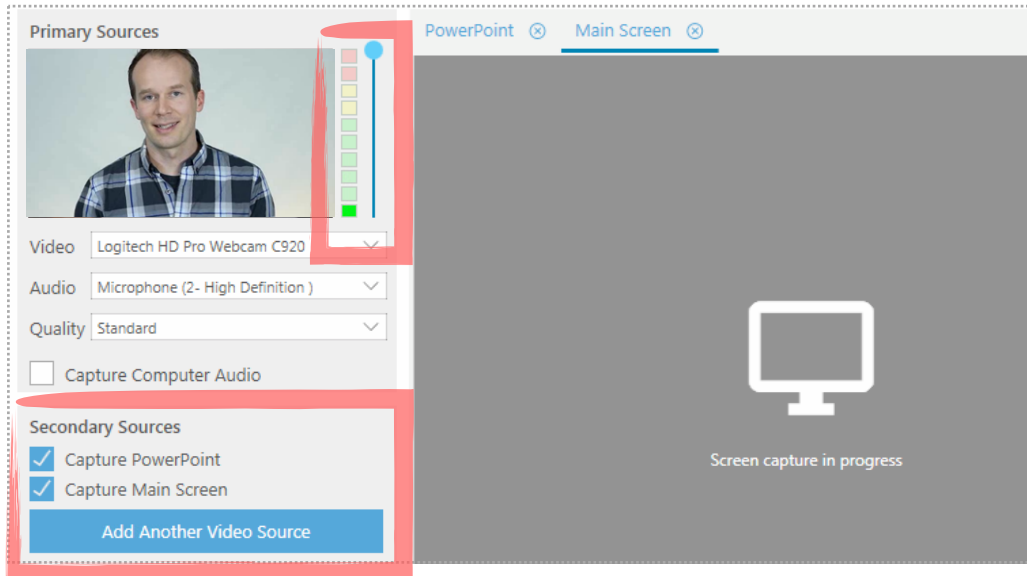 Primary Sources
PowerPoint
Main Screen
Video Logitech HD Pro Webcam C920
Audio Microphone (2- High Definition )
Quality Standard
Capture Computer Audio
Secondary Sources
Capture PowerPoint
Capture Main Screen
Add Another Video Source
Screen capture in progress